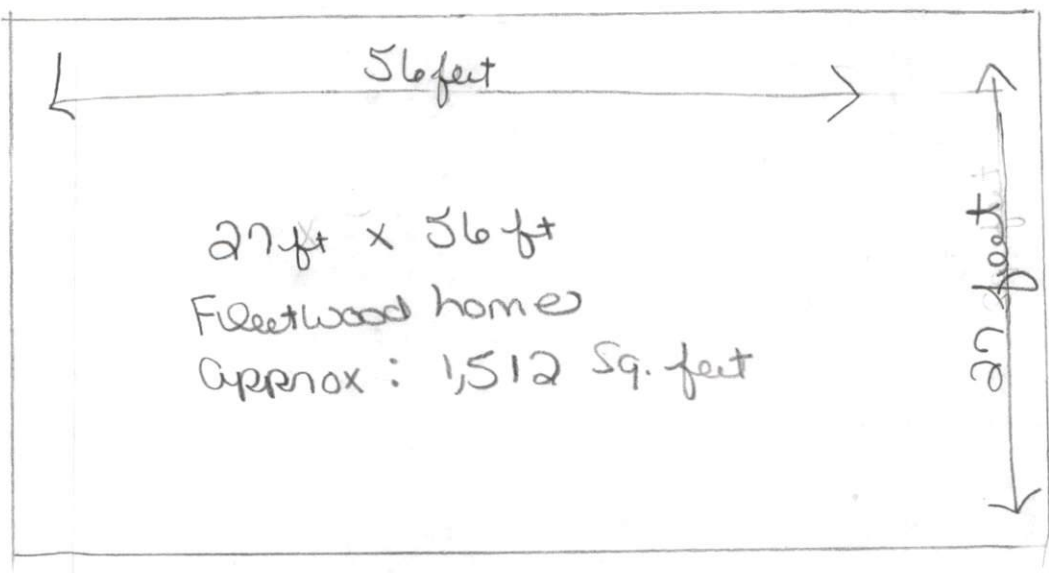 56 feet
27 ft x 56 ft
Fleetwood home
approx: 1,512 Sq. feet
27 feet